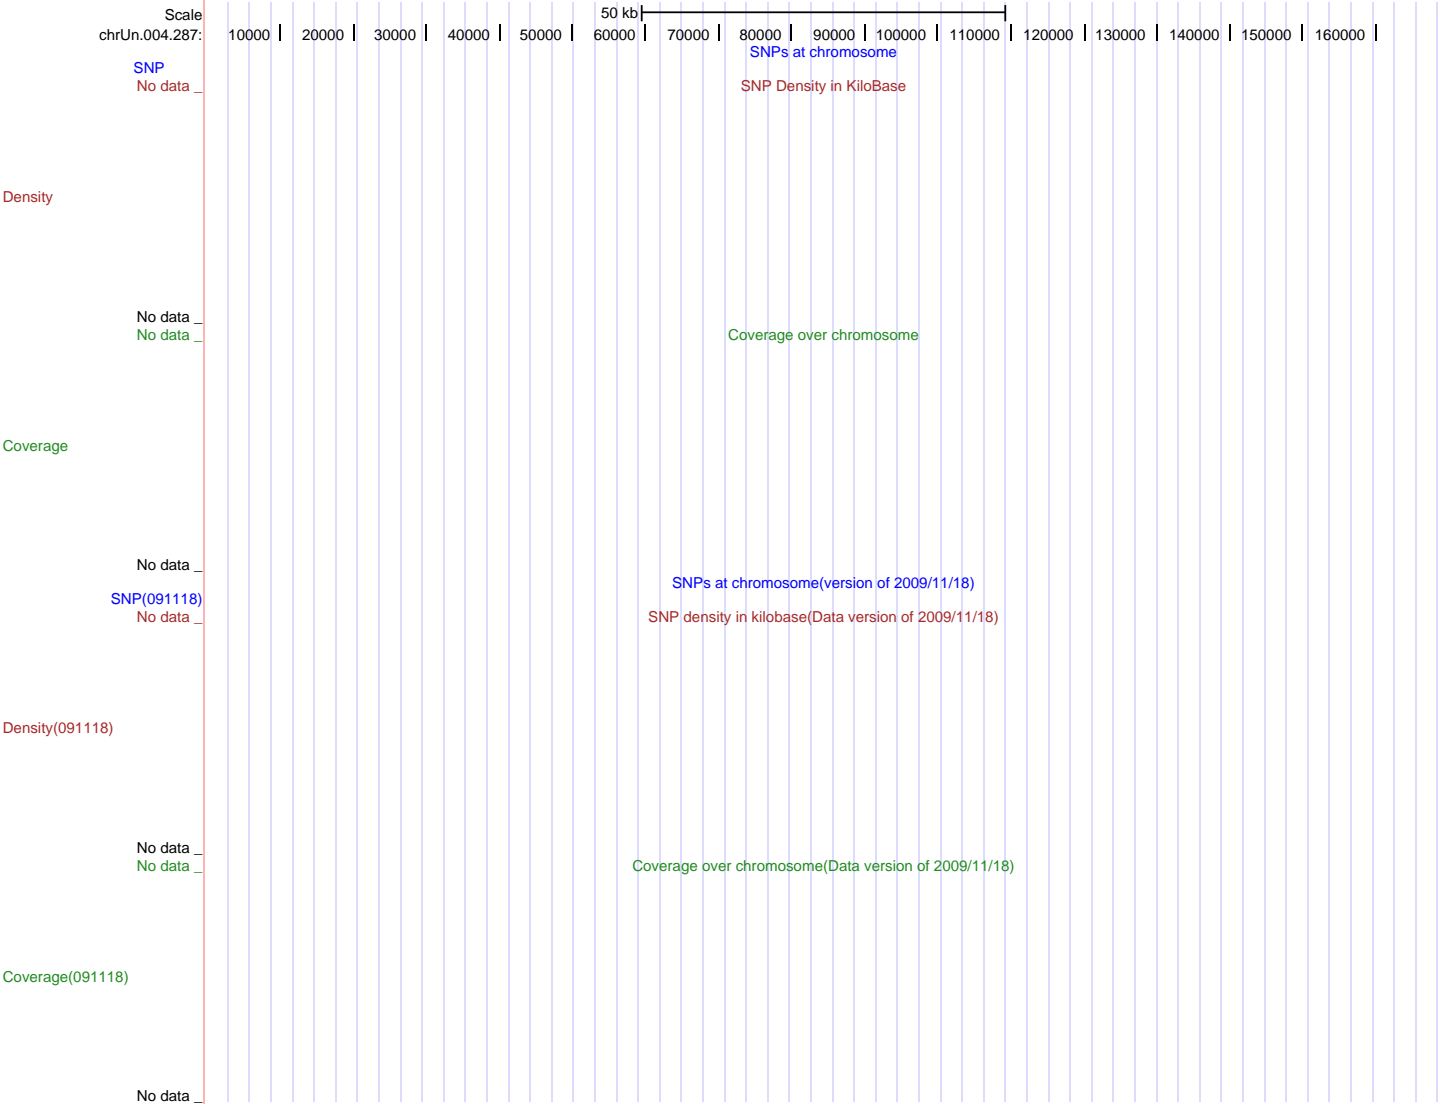 Scale 50 kb
chrUn.004.287: 10000 20000 30000 40000 50000 60000 70000 80000 90000 100000 110000 120000 130000 140000 150000 160000
SNPs at chromosome
SNP
No data _ SNP Density in KiloBase
Density
No data _
No data _ Coverage over chromosome
Coverage
No data _
SNPs at chromosome(version of 2009/11/18)
SNP(091118)
No data _ SNP density in kilobase(Data version of 2009/11/18)
Density(091118)
No data _
No data _ Coverage over chromosome(Data version of 2009/11/18)
Coverage(091118)
No data _